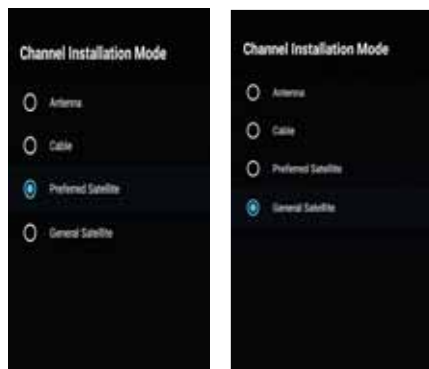 Channel Installation Mode
Antenna
Cable
Preferred Satellite
General Satellite
Channel Installation Mode
Antenna
Cable
Preferred Satellite
General Satellite